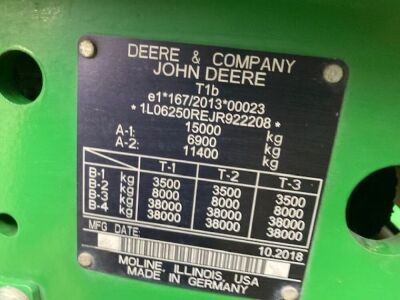 DEERE & COMPANY
JOHN DEERE
T1b
e1*167/2013*00023
*1L06250REJR922208*
15000 kg
A-1: 6900 kg
A-2: 11400 kg
T-1 T-2 T-3
B-1 kg 3500 3500 3500
B-2 kg 8000 8000 8000
B-3 kg 38000 38000 38000
B-4 kg 38000 38000 38000
MFG DATE: 10.2018
MOLINE, ILLINOIS, USA
MADE IN GERMANY